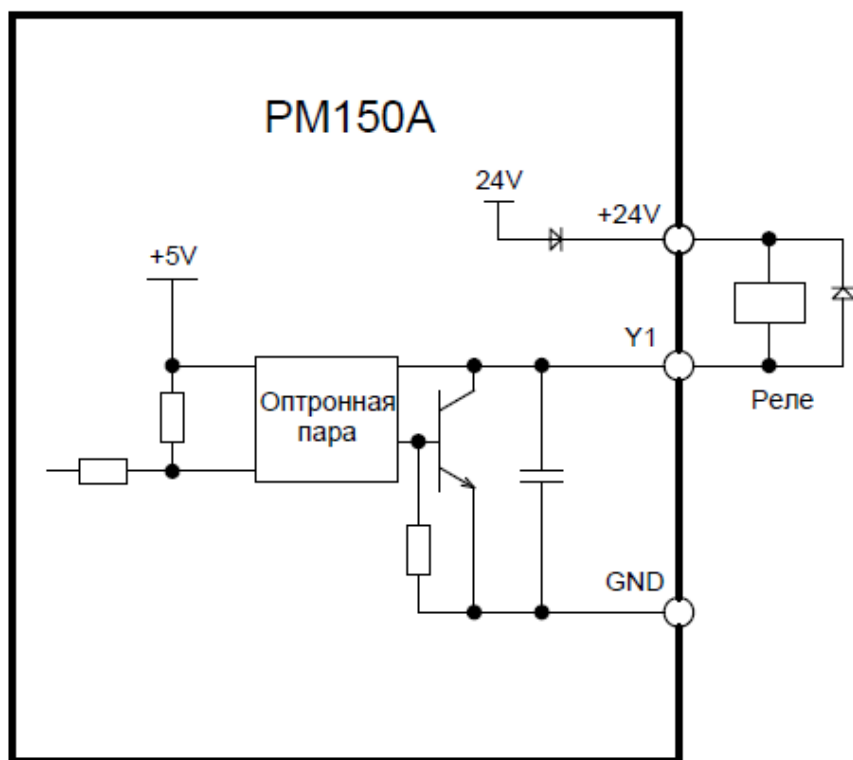 PM150A
24V
+24V
+5V
Y1
Оптронная
пара
Реле
GND